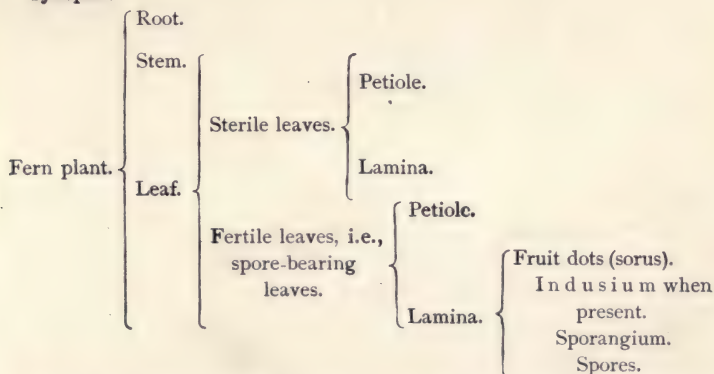 Root.
Stem.
Petiole.
Sterile leaves.
Lamina.
Fern plant.
Leaf.
Petiole.
Fertile leaves, i.e.,
spore-bearing
leaves.
Fruit dots (sorus).
Indusium when
present.
Lamina.
Sporangium.
Spores.